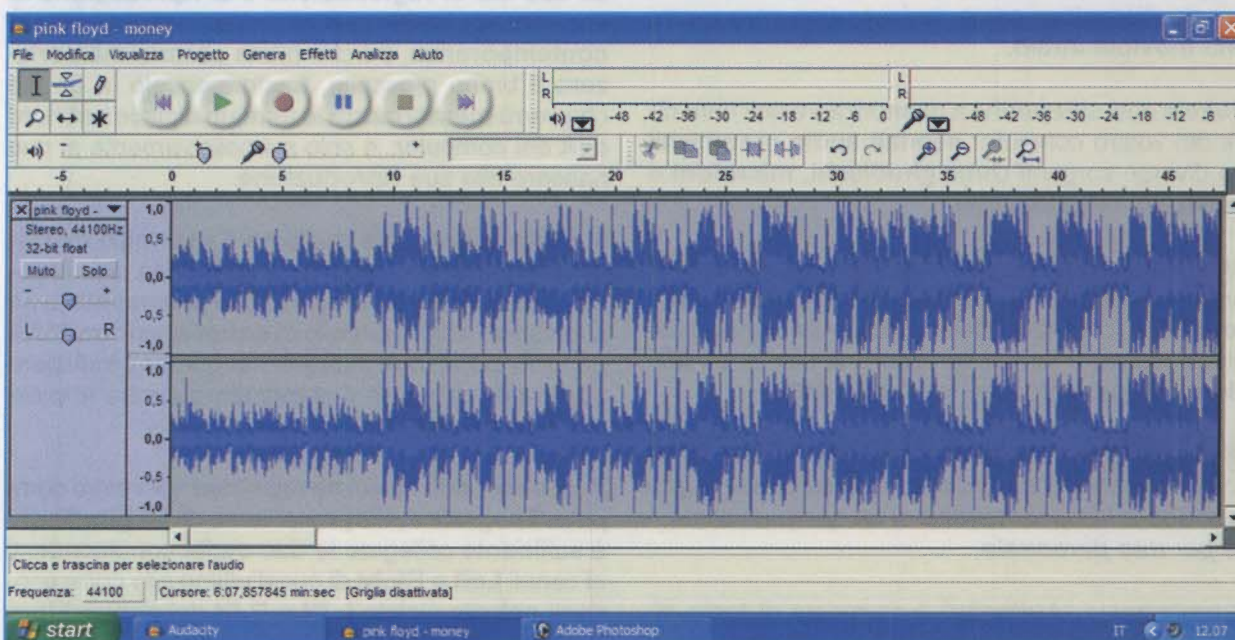 pink floyd - money
File Modifica Visualizza Progetto Genera Effetti Analizza Aiuto
L
R
-48 -42 -36 -30 -24 -18 -12 -6 0
L
R
-48 -42 -36 -30 -24 -18 -12 -6
-5 0 5 10 15 20 25 30 35 40 45
pink floyd -
Stereo, 44100Hz
32-bit float
Muto Solo
- +
L R
1,0
0,5
0,0
-0,5
-1,0
1,0
0,5
0,0
-0,5
-1,0
Clicca e trascina per selezionare l'audio
Frequenza: 44100 Cursore: 6:07,857845 min:sec [Griglia disattivata]
start Audacity pink floyd - money Adobe Photoshop IT 12.07